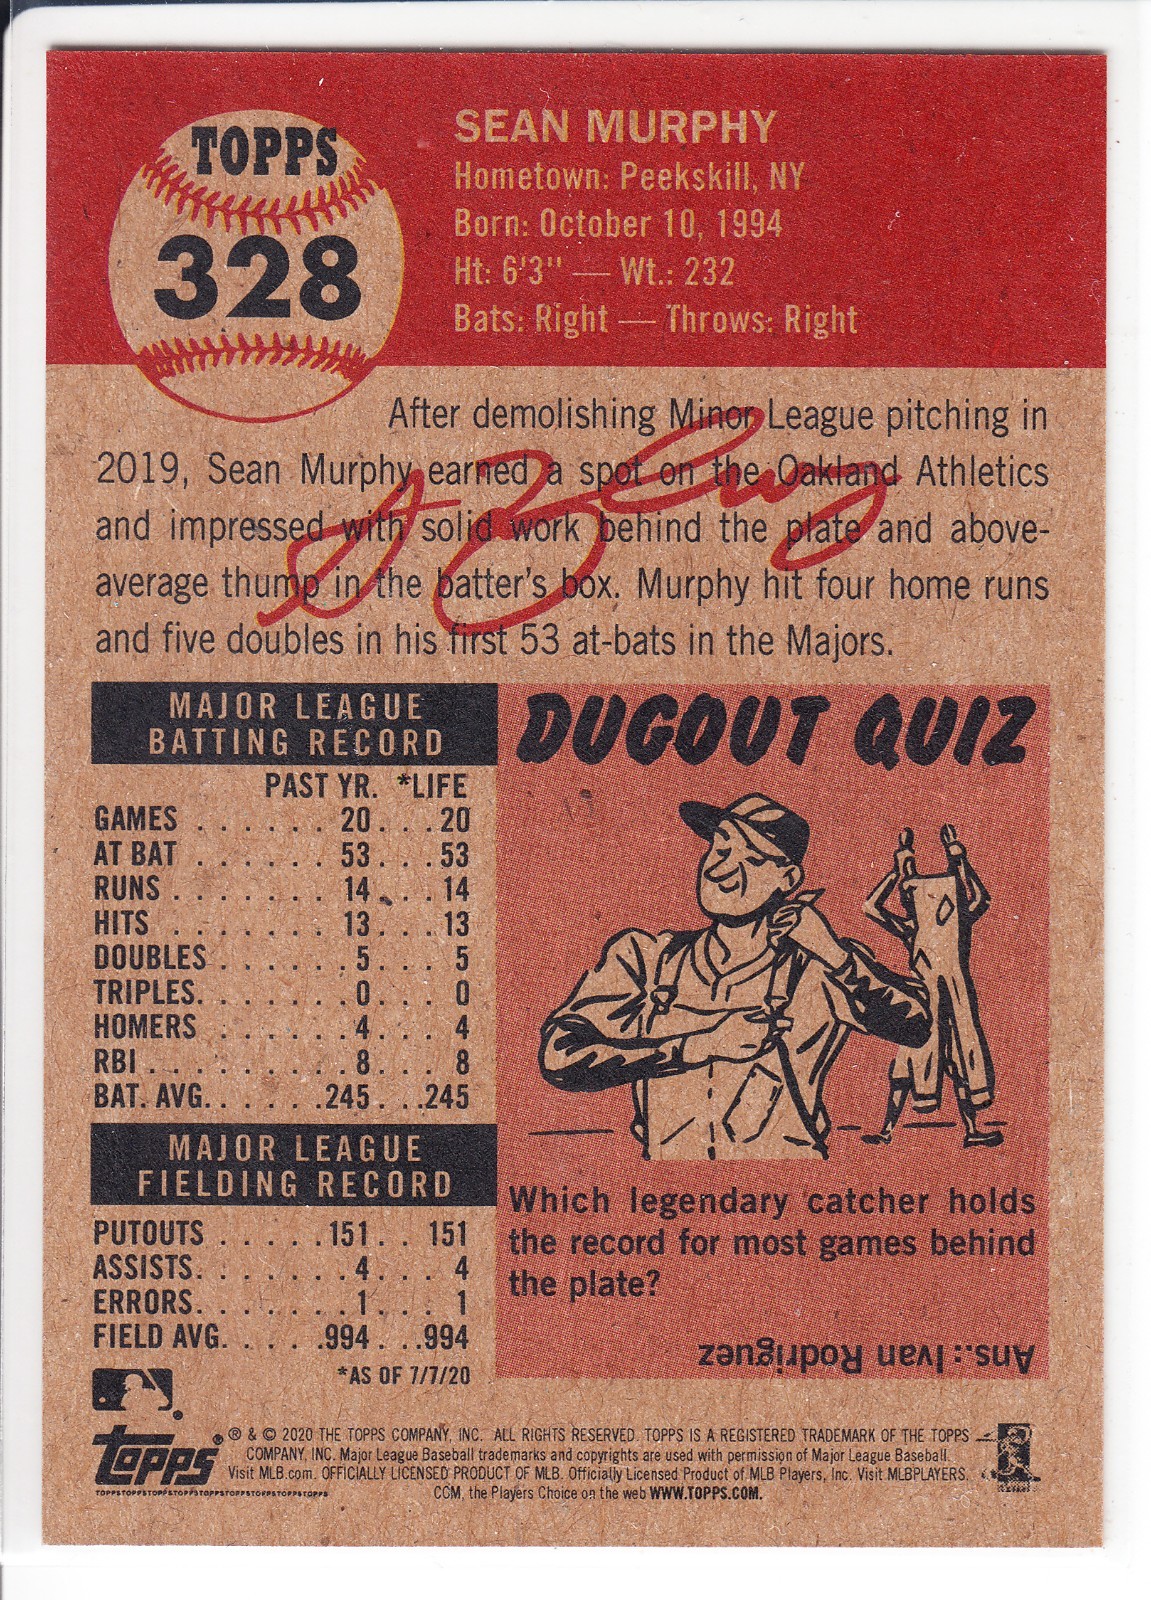 TOPPS
328
SEAN MURPHY
Hometown: Peekskill, NY
Born: October 10, 1994
Ht: 6'3" — Wt.: 232
Bats: Right — Throws: Right
After demolishing Minor League pitching in
2019, Sean Murphy earned a spot on the Oakland Athletics
and impressed with solid work behind the plate and above-
average thump in the batter's box. Murphy hit four home runs
and five doubles in his first 53 at-bats in the Majors.
MAJOR LEAGUE
BATTING RECORD
PAST YR. *LIFE
GAMES . . . . . . 20. . . 20
AT BAT . . . . . . 53. . . 53
RUNS . . . . . . . 14. . . 14
HITS . . . . . . . 13. . . 13
DOUBLES . . . . . 5. . . 5
TRIPLES. . . . . . 0. . . 0
HOMERS . . . . . 4. . . 4
RBI . . . . . . . . 8. . . 8
BAT. AVG. . . . . .245. . .245
MAJOR LEAGUE
FIELDING RECORD
PUTOUTS . . . . .151. . 151
ASSISTS. . . . . . 4. . . 4
ERRORS. . . . . . 1. . . 1
FIELD AVG. . . . .994. . .994
*AS OF 7/7/20
DUGOUT QUIZ
Which legendary catcher holds
the record for most games behind
the plate?
Ans.: Ivan Rodriguez
topps
® & © 2020 THE TOPPS COMPANY, INC. ALL RIGHTS RESERVED. TOPPS IS A REGISTERED TRADEMARK OF THE TOPPS
COMPANY, INC. Major League Baseball trademarks and copyrights are used with permission of Major League Baseball.
Visit MLB.com. OFFICIALLY LICENSED PRODUCT OF MLB. Officially Licensed Product of MLB Players, Inc. Visit MLBPLAYERS.
COM, the Players Choice on the web WWW.TOPPS.COM.
TOPPSTOPPSTOPPSTOPPSTOPPSTOPPSTOPPSTOPPSTOPPS